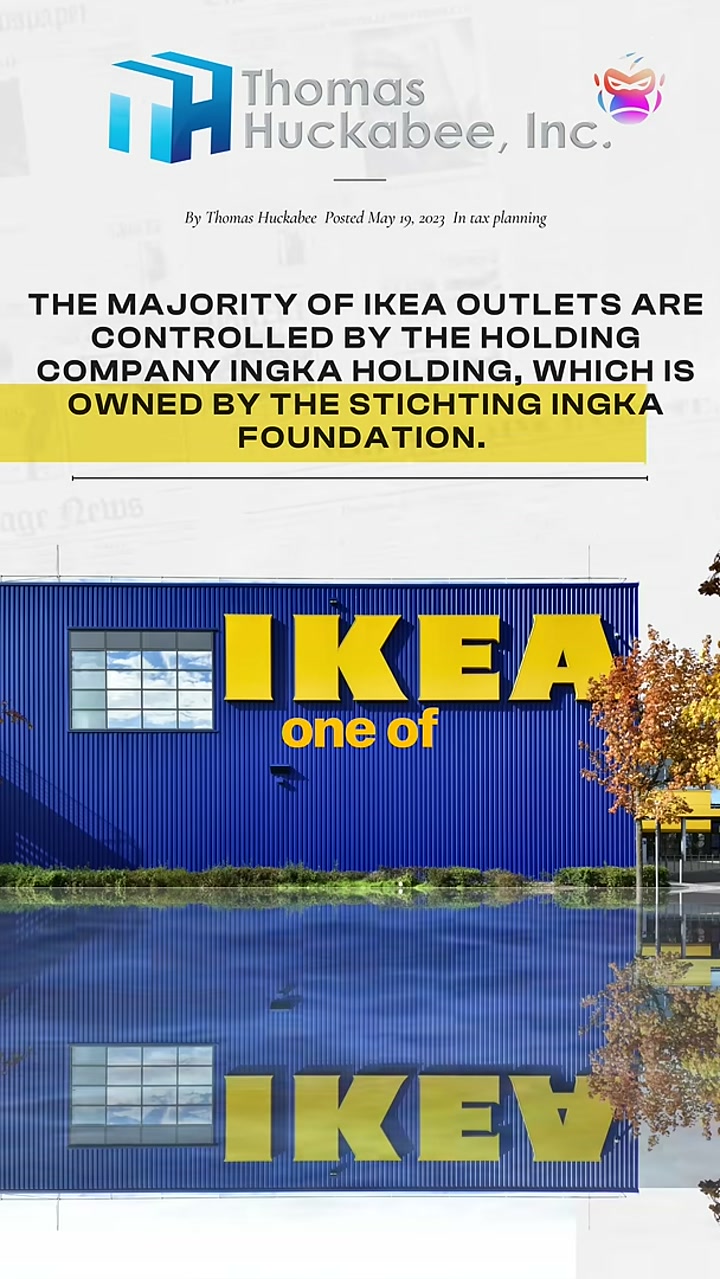 Thomas
Huckabee, Inc.
By Thomas Huckabee Posted May 19, 2023 In tax planning
THE MAJORITY OF IKEA OUTLETS ARE
CONTROLLED BY THE HOLDING
COMPANY INGKA HOLDING, WHICH IS
OWNED BY THE STICHTING INGKA
FOUNDATION.
age News
IKEA
one of
IKEA